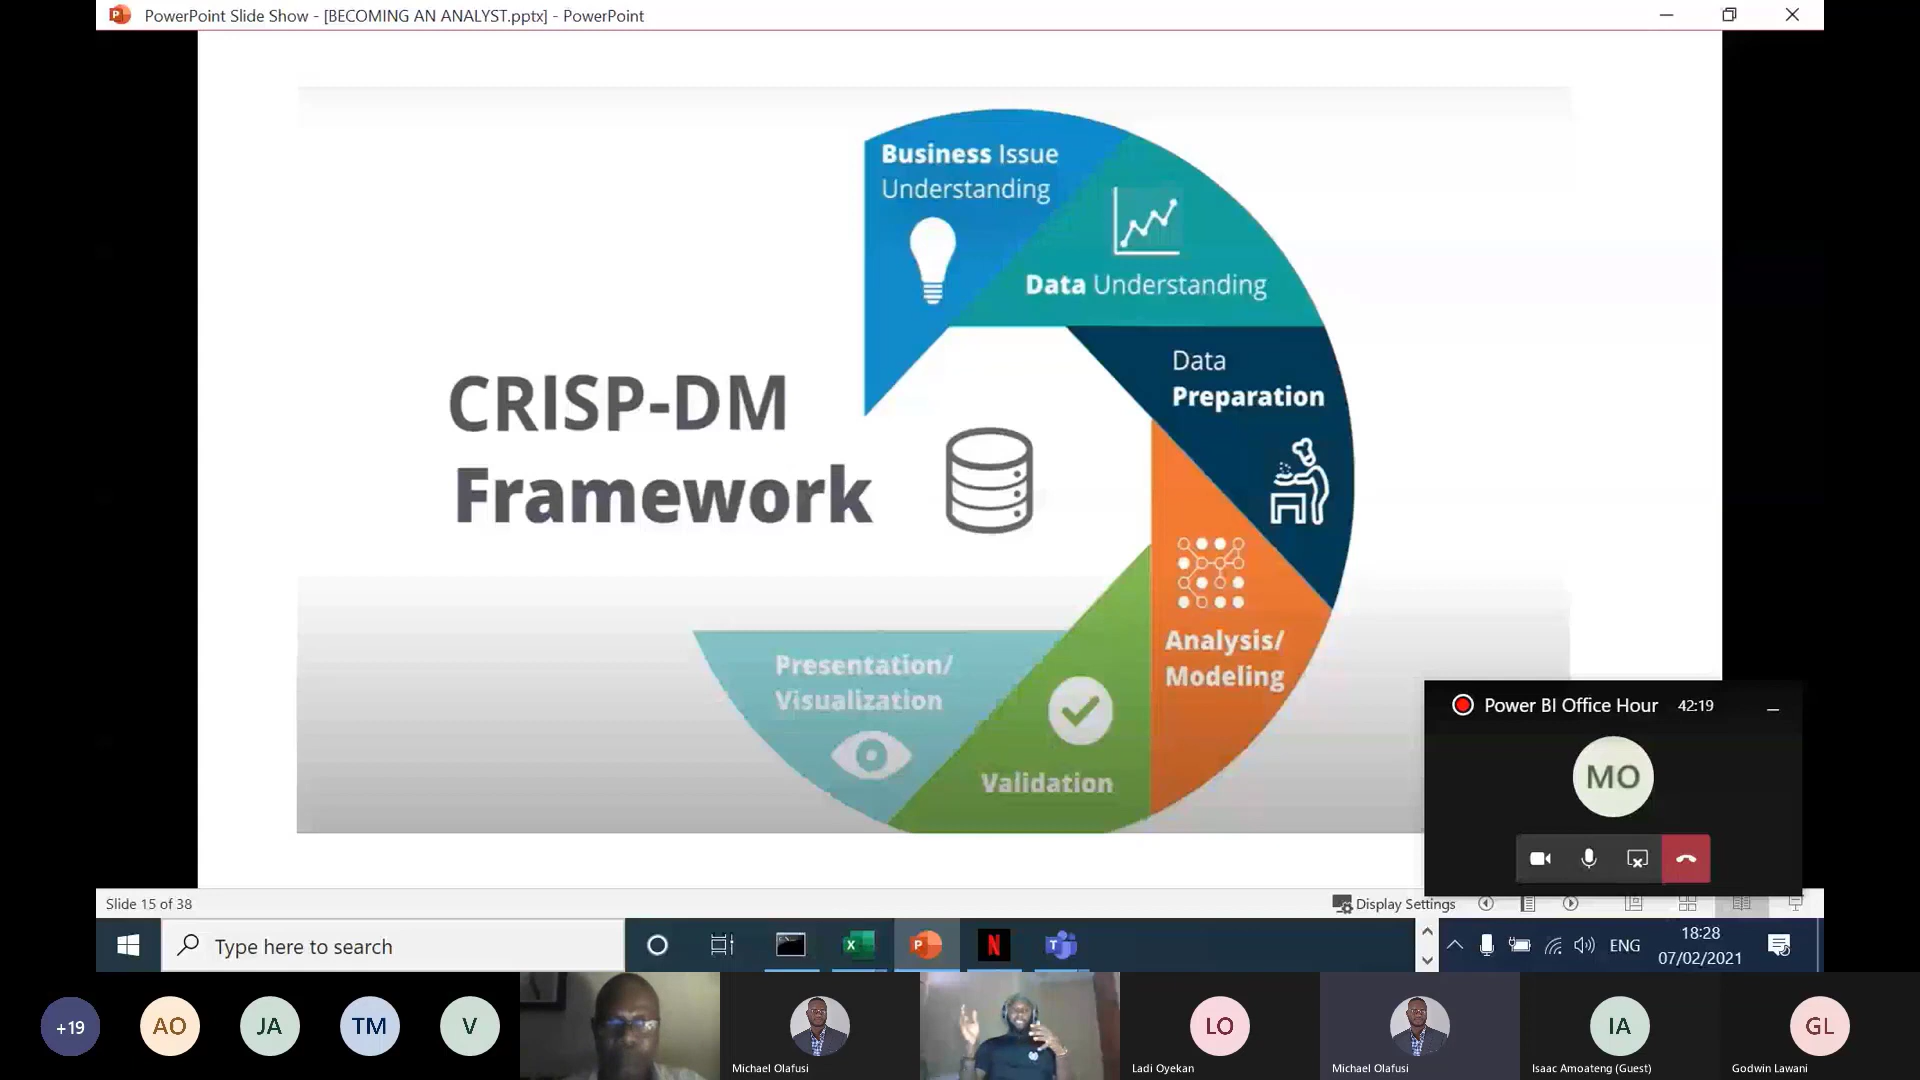 PowerPoint Slide Show - [BECOMING AN ANALYST.pptx] - PowerPoint
Business Issue
Understanding
Data Understanding
Data
Preparation
CRISP-DM
Framework
Analysis/
Modeling
Presentation/
Visualization
Validation
Power BI Office Hour 42:19
MO
Slide 15 of 38
Display Settings
Type here to search
ENG
18:28
07/02/2021
+19
AO
JA
TM
V
Michael Olafusi
LO
Ladi Oyekan
Michael Olafusi
IA
Isaac Amoateng (Guest)
GL
Godwin Lawani